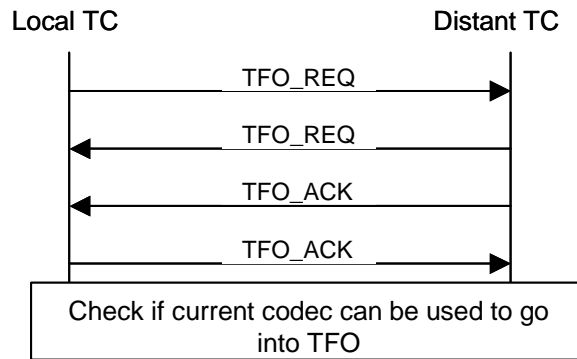 Local TC
Distant TC
TFO_REQ
TFO_REQ
TFO_ACK
TFO_ACK
Check if current codec can be used to go
into TFO